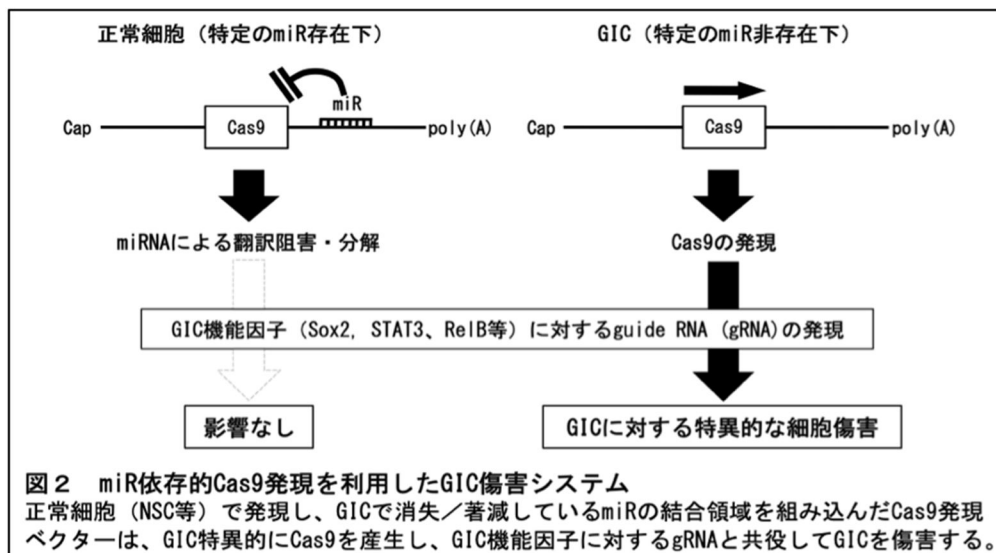 正常細胞（特定のmiR存在下）
GIC（特定のmiR非存在下）
miR
Cap
Cas9
poly(A)
Cap
Cas9
poly(A)
miRNAによる翻訳阻害・分解
Cas9の発現
GIC機能因子（Sox2, STAT3、RelB等）に対するguide RNA (gRNA)の発現
影響なし
GICに対する特異的な細胞傷害
図２　miR依存的Cas9発現を利用したGIC傷害システム
正常細胞（NSC等）で発現し、GICで消失／著減しているmiRの結合領域を組み込んだCas9発現
ベクターは、GIC特異的にCas9を産生し、GIC機能因子に対するgRNAと共役してGICを傷害する。